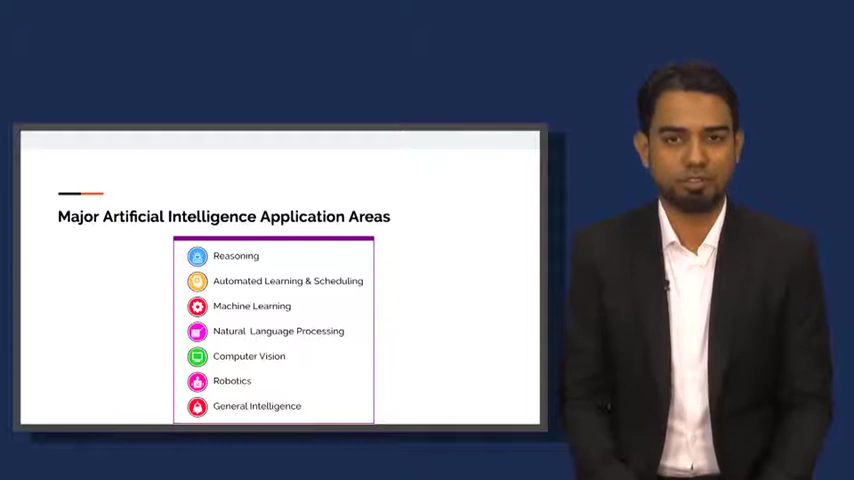 Major Artificial Intelligence Application Areas
Reasoning
Automated Learning & Scheduling
Machine Learning
Natural Language Processing
Computer Vision
Robotics
General Intelligence